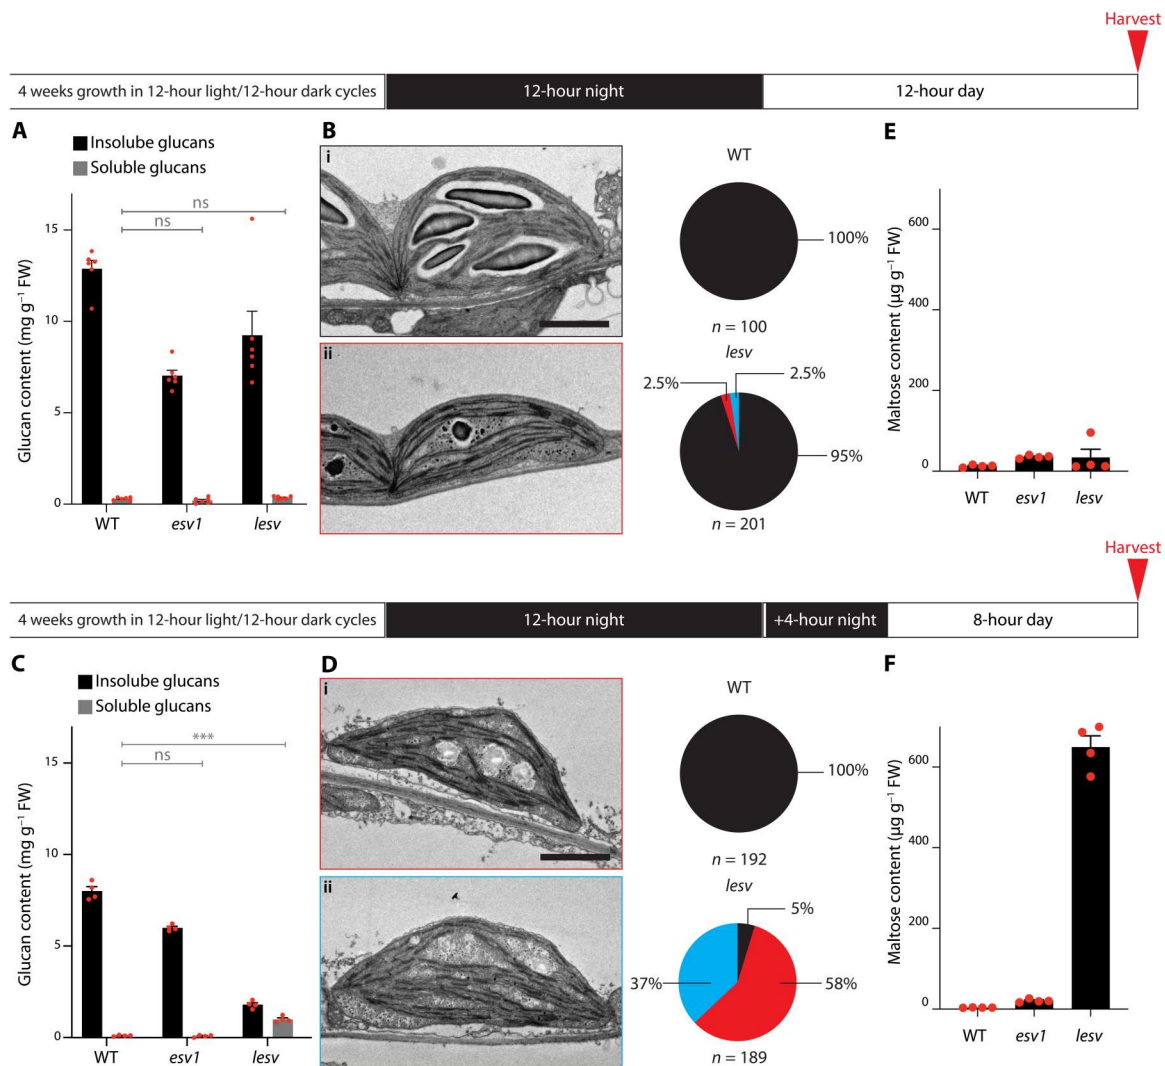 Harvest
4 weeks growth in 12-hour light/12-hour dark cycles
12-hour night
12-hour day
A
Insolube glucans
Soluble glucans
ns
ns
Glucan content (mg g⁻¹ FW)
15
10
5
0
WT
esv1
lesv
B
i
ii
WT
100%
n = 100
lesv
2.5%
2.5%
95%
n = 201
E
Maltose content (µg g⁻¹ FW)
600
400
200
0
WT
esv1
lesv
Harvest
4 weeks growth in 12-hour light/12-hour dark cycles
12-hour night
+4-hour night
8-hour day
C
Insolube glucans
Soluble glucans
***
ns
Glucan content (mg g⁻¹ FW)
15
10
5
0
WT
esv1
lesv
D
i
ii
WT
100%
n = 192
lesv
5%
37%
58%
n = 189
F
Maltose content (µg g⁻¹ FW)
600
400
200
0
WT
esv1
lesv